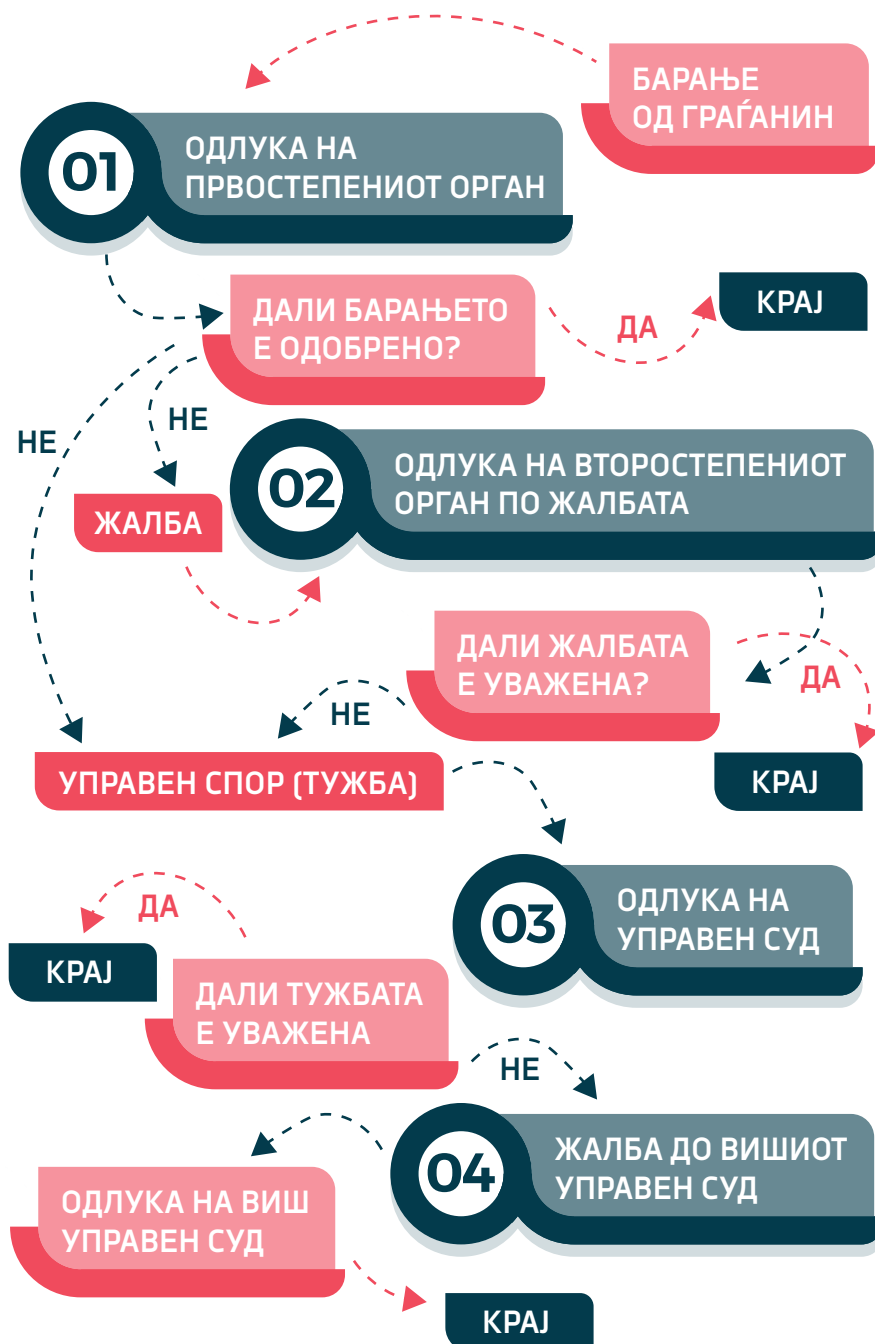 БАРАЊЕ
ОД ГРАЃАНИН
01
ОДЛУКА НА
ПРВОСТЕПЕНИОТ ОРГАН
ДАЛИ БАРАЊЕТО
Е ОДОБРЕНО?
ДА
КРАЈ
НЕ
НЕ
ЖАЛБА
02
ОДЛУКА НА ВТОРОСТЕПЕНИОТ
ОРГАН ПО ЖАЛБАТА
ДАЛИ ЖАЛБАТА
Е УВАЖЕНА?
ДА
КРАЈ
НЕ
УПРАВЕН СПОР (ТУЖБА)
03
ОДЛУКА НА
УПРАВЕН СУД
ДАЛИ ТУЖБАТА
Е УВАЖЕНА
ДА
КРАЈ
НЕ
04
ЖАЛБА ДО ВИШИОТ
УПРАВЕН СУД
ОДЛУКА НА ВИШ
УПРАВЕН СУД
КРАЈ